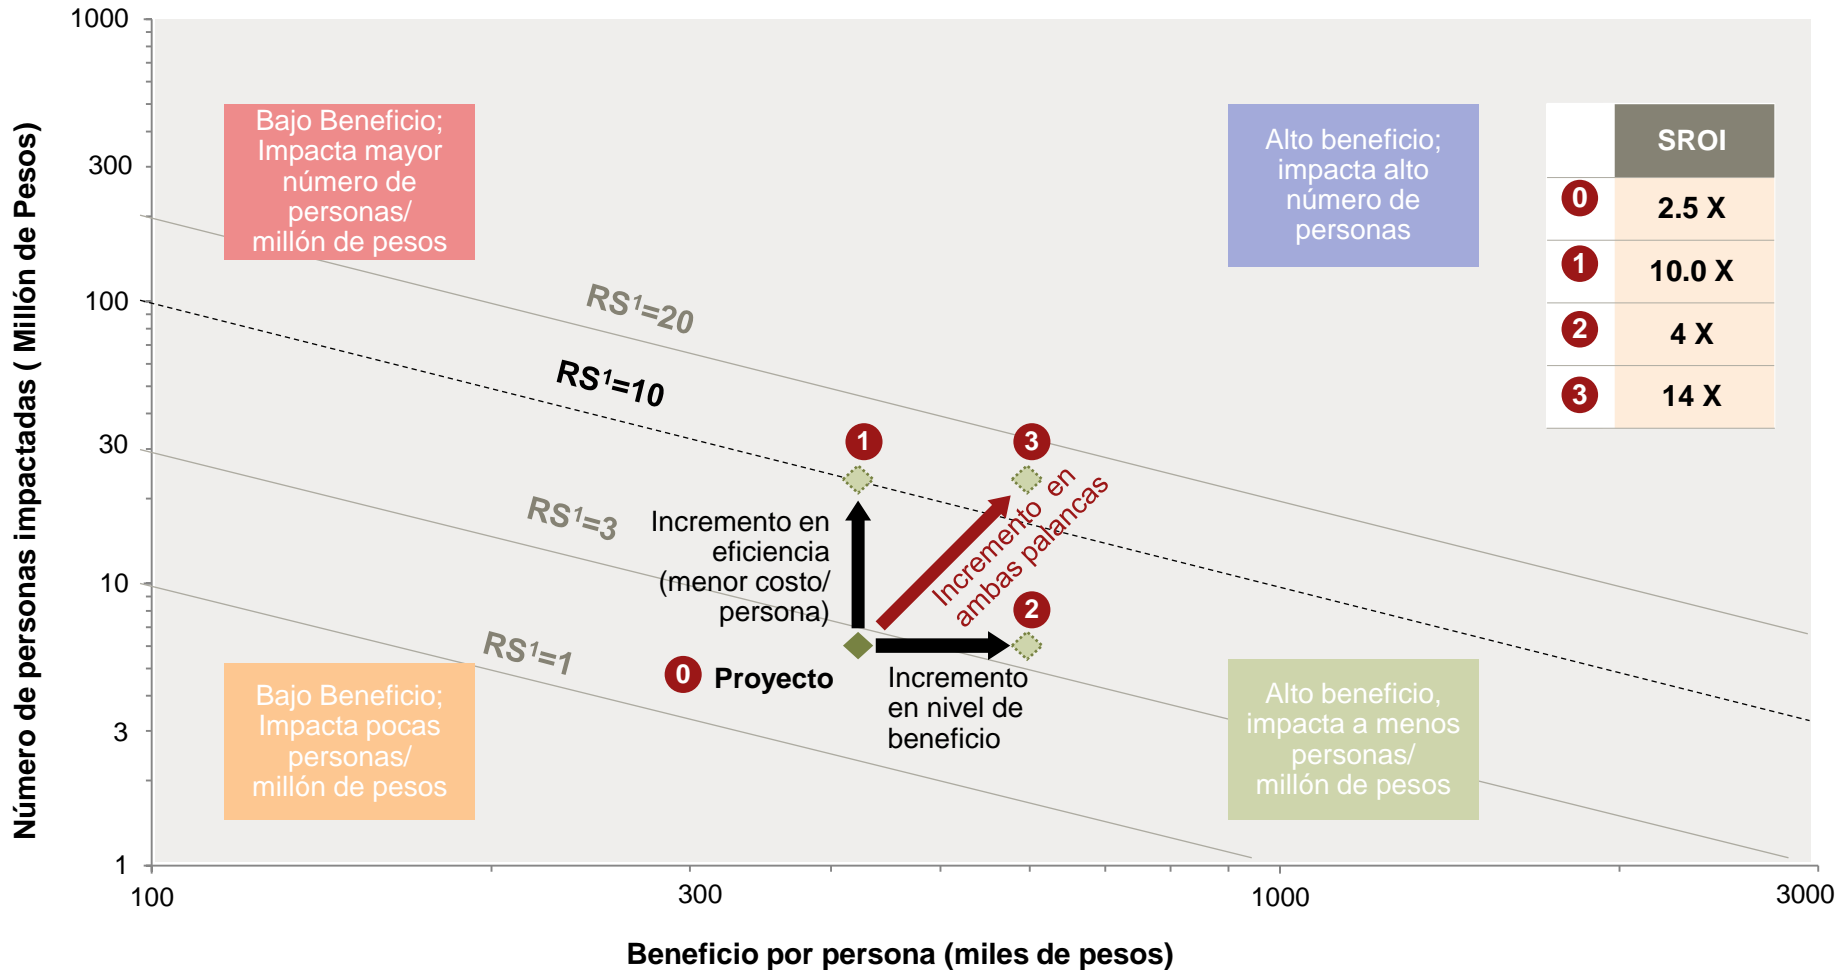 Número de personas impactadas ( Millón de Pesos)
1000
300
100
30
10
3
1
100
300
1000
3000
Beneficio por persona (miles de pesos)
Bajo Beneficio;
Impacta mayor
número de
personas/
millón de pesos
Alto beneficio;
impacta alto
número de
personas
SROI
0 2.5 X
1 10.0 X
2 4 X
3 14 X
RS¹=20
RS¹=10
RS¹=3
RS¹=1
1
3
Incremento en
eficiencia
(menor costo/
persona)
Incremento en
ambas palancas
2
0 Proyecto
Incremento
en nivel de
beneficio
Bajo Beneficio;
Impacta pocas
personas/
millón de pesos
Alto beneficio,
impacta a menos
personas/
millón de pesos